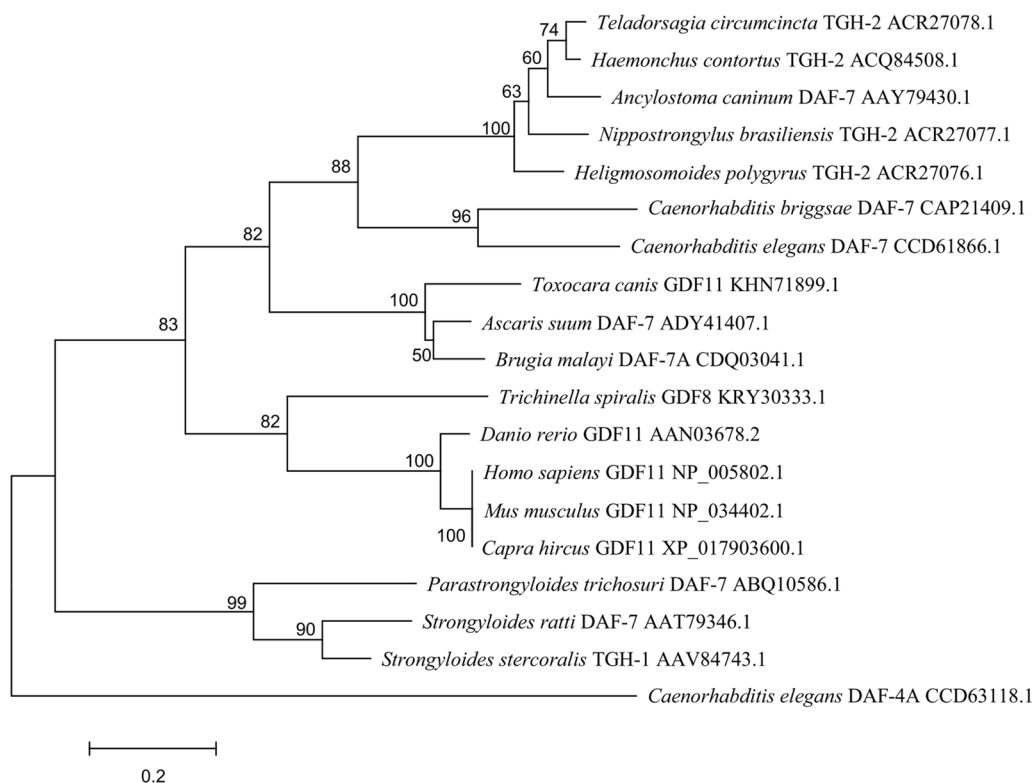 Teladorsagia circumcincta TGH-2 ACR27078.1
74
Haemonchus contortus TGH-2 ACQ84508.1
60
Ancylostoma caninum DAF-7 AAY79430.1
63
Nippostrongylus brasiliensis TGH-2 ACR27077.1
100
Heligmosomoides polygyrus TGH-2 ACR27076.1
88
Caenorhabditis briggsae DAF-7 CAP21409.1
96
Caenorhabditis elegans DAF-7 CCD61866.1
82
Toxocara canis GDF11 KHN71899.1
100
Ascaris suum DAF-7 ADY41407.1
83
50
Brugia malayi DAF-7A CDQ03041.1
Trichinella spiralis GDF8 KRY30333.1
82
Danio rerio GDF11 AAN03678.2
100
Homo sapiens GDF11 NP_005802.1
Mus musculus GDF11 NP_034402.1
100
Capra hircus GDF11 XP_017903600.1
Parastrongyloides trichosuri DAF-7 ABQ10586.1
99
Strongyloides ratti DAF-7 AAT79346.1
90
Strongyloides stercoralis TGH-1 AAV84743.1
Caenorhabditis elegans DAF-4A CCD63118.1
0.2